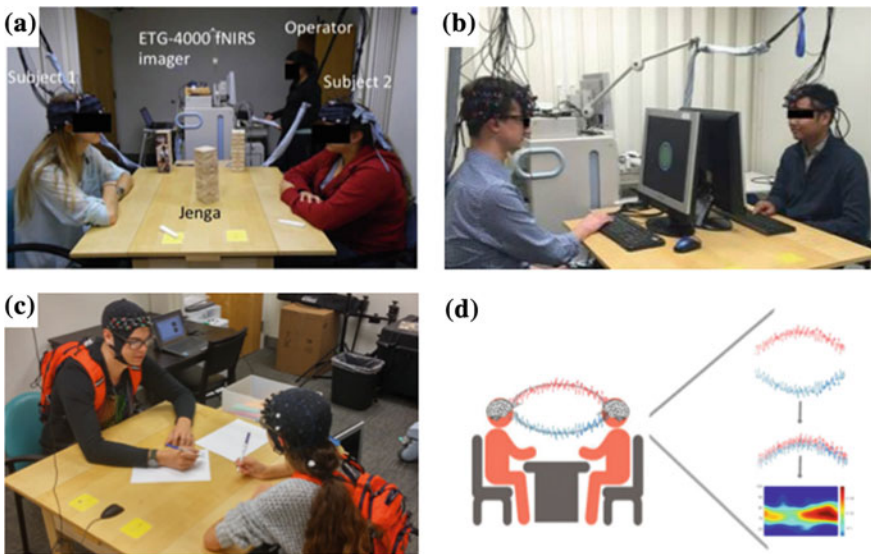 (a)
ETG-4000 fNIRS
imager
Operator
Subject 1
Subject 2
Jenga
(b)
(c)
(d)